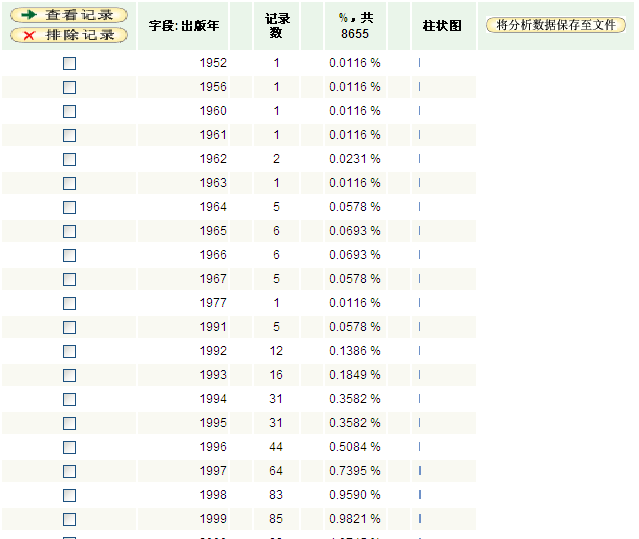 查看记录
排除记录
字段: 出版年
记录
数
%，共
8655
柱状图
将分析数据保存至文件
1952 1 0.0116 %
1956 1 0.0116 %
1960 1 0.0116 %
1961 1 0.0116 %
1962 2 0.0231 %
1963 1 0.0116 %
1964 5 0.0578 %
1965 6 0.0693 %
1966 6 0.0693 %
1967 5 0.0578 %
1977 1 0.0116 %
1991 5 0.0578 %
1992 12 0.1386 %
1993 16 0.1849 %
1994 31 0.3582 %
1995 31 0.3582 %
1996 44 0.5084 %
1997 64 0.7395 %
1998 83 0.9590 %
1999 85 0.9821 %